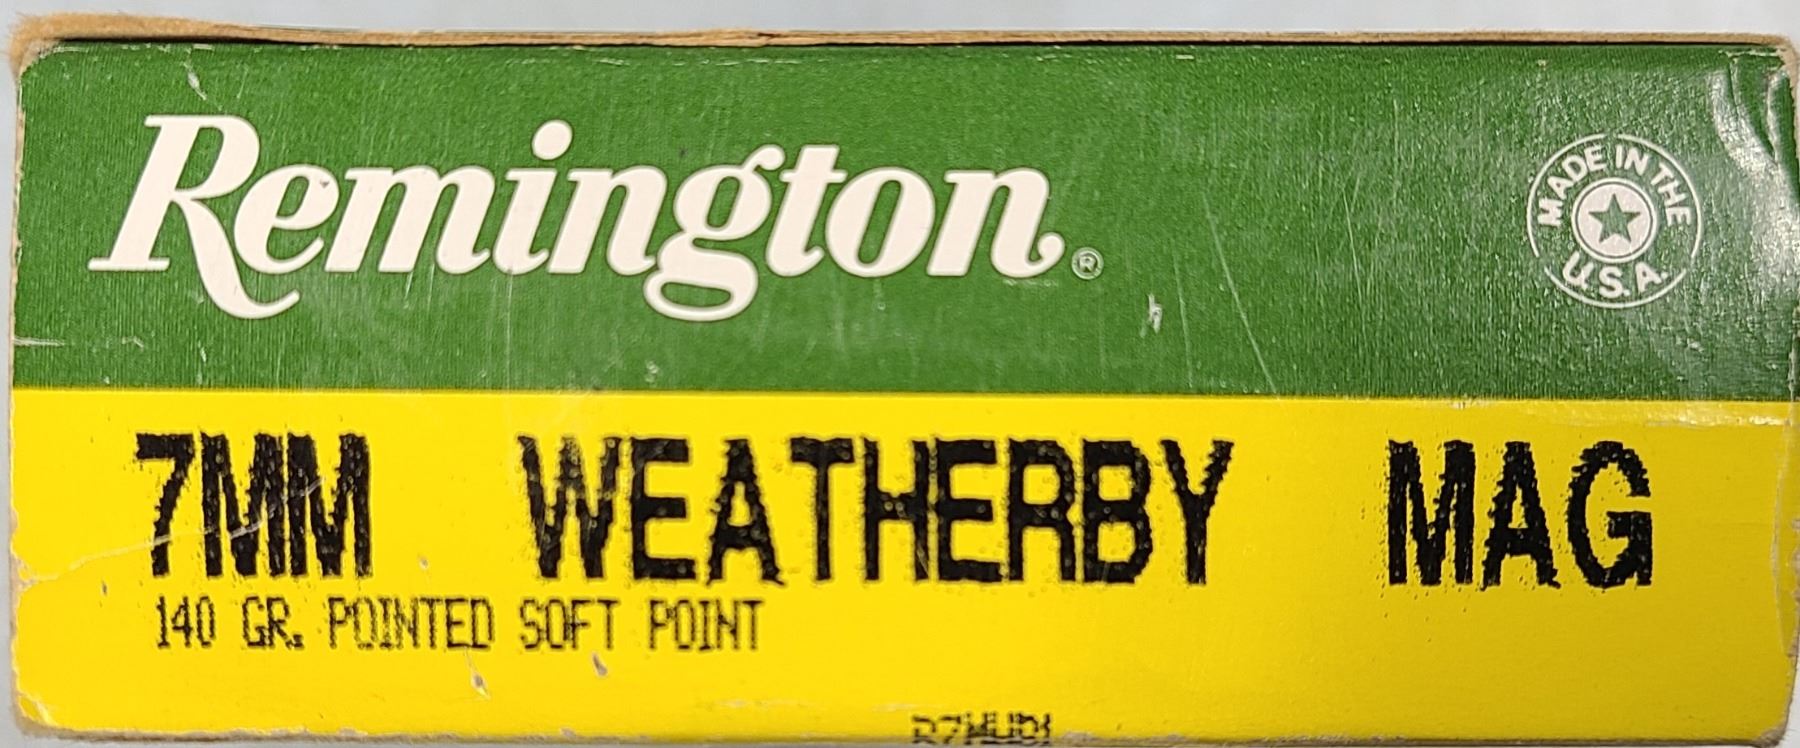 Remington®
MADE IN THE
U.S.A.
7MM WEATHERBY MAG
140 GR. POINTED SOFT POINT